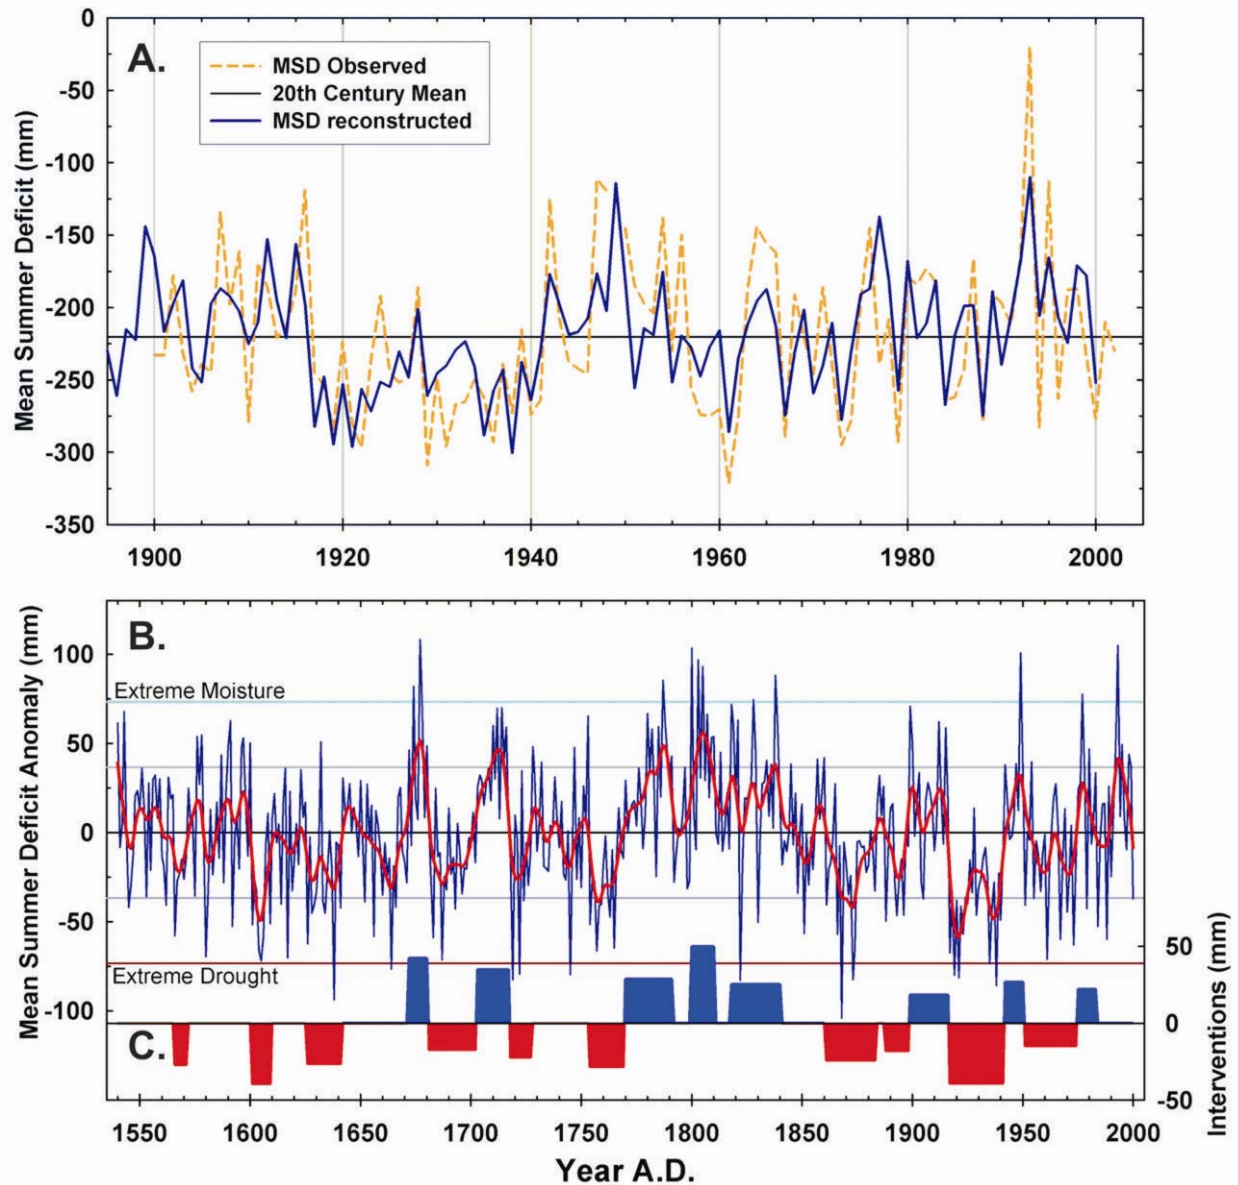 A.
MSD Observed
20th Century Mean
MSD reconstructed
Mean Summer Deficit (mm)
0
-50
-100
-150
-200
-250
-300
-350
1900 1920 1940 1960 1980 2000
B.
Mean Summer Deficit Anomaly (mm)
100
50
0
-50
-100
Extreme Moisture
Extreme Drought
C.
50
0
-50
Interventions (mm)
1550 1600 1650 1700 1750 1800 1850 1900 1950 2000
Year A.D.